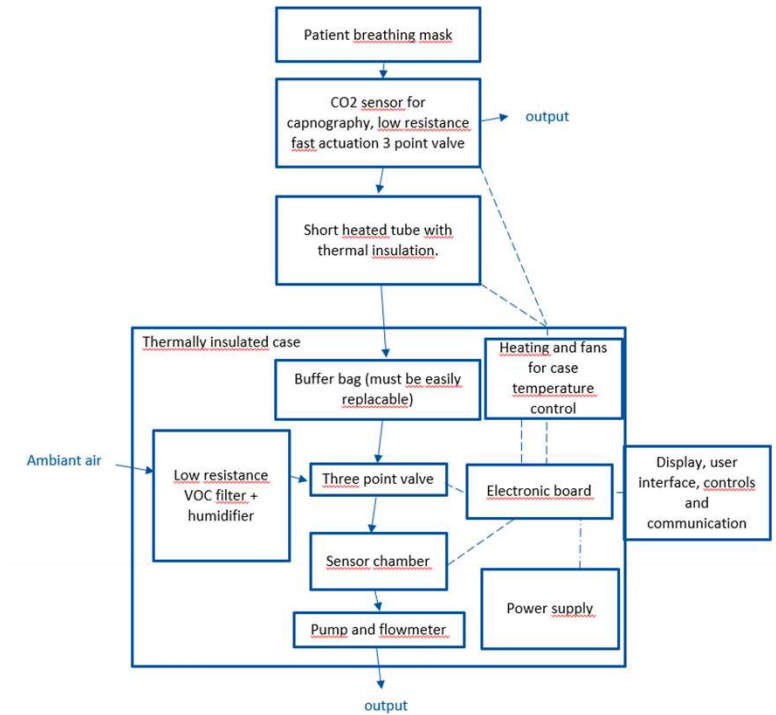 Patient breathing mask
CO2 sensor for
capnography, low resistance
fast actuation 3 point valve
output
Short heated tube with
thermal insulation.
Thermally insulated case
Heating and fans
for case
temperature
control
Buffer bag (must be easily
replacable)
Ambiant air
Low resistance
VOC filter +
humidifier
Three point valve
Electronic board
Display, user
interface, controls
and
communication
Sensor chamber
Power supply
Pump and flowmeter
output